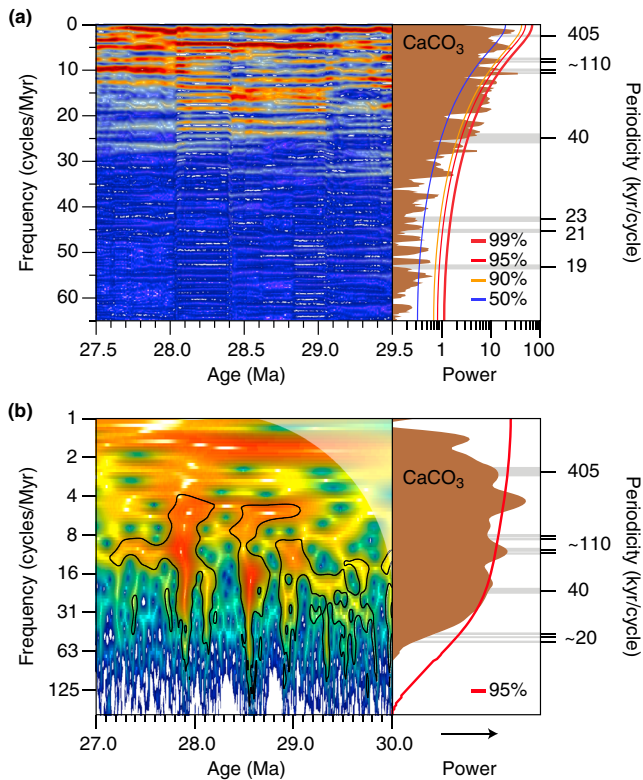 (a)
0
10
20
30
40
50
60
Frequency (cycles/Myr)
27.5 28.0 28.5 29.0 29.5
Age (Ma)
CaCO3
99%
95%
90%
50%
1 10 100
Power
405
~110
40
23
21
19
Periodicity (kyr/cycle)
(b)
1
2
4
8
16
31
63
125
Frequency (cycles/Myr)
27.0 28.0 29.0 30.0
Age (Ma)
CaCO3
95%
Power
405
~110
40
~20
Periodicity (kyr/cycle)